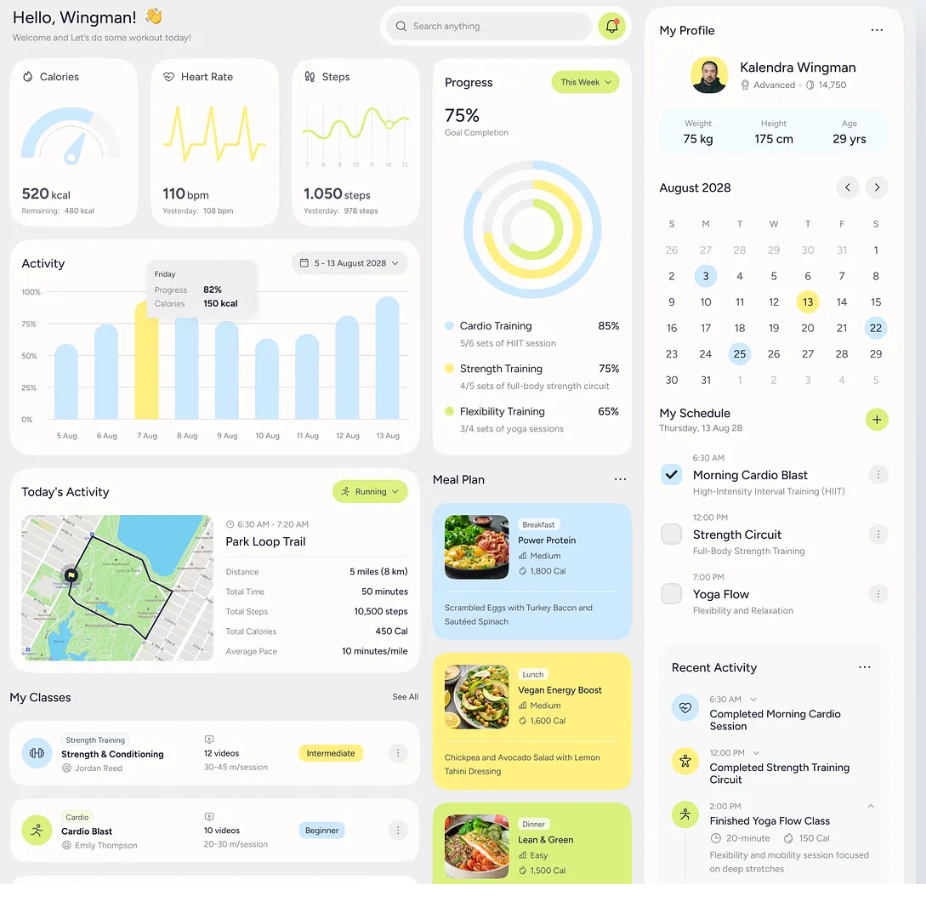 Hello, Wingman! 👋
Welcome and Let's do some workout today!
Search anything
Calories
520 kcal
Remaining: 480 kcal
Heart Rate
110 bpm
Yesterday: 108 bpm
Steps
7 8 9 10 11 12 13
1.050 steps
Yesterday: 978 steps
Progress
This Week
75%
Goal Completion
Cardio Training 85%
5/6 sets of HIIT session
Strength Training 75%
4/5 sets of full-body strength circuit
Flexibility Training 65%
3/4 sets of yoga sessions
Activity
5 - 13 August 2028
Friday
Progress 82%
Calories 150 kcal
100%
75%
50%
25%
0%
5 Aug 6 Aug 7 Aug 8 Aug 9 Aug 10 Aug 11 Aug 12 Aug 13 Aug
Today's Activity
Running
6:30 AM - 7:20 AM
Park Loop Trail
Distance 5 miles (8 km)
Total Time 50 minutes
Total Steps 10,500 steps
Total Calories 450 Cal
Average Pace 10 minutes/mile
My Classes
See All
Strength Training
Strength & Conditioning
Jordan Reed
12 videos
30-45 m/session
Intermediate
Cardio
Cardio Blast
Emily Thompson
10 videos
20-30 m/session
Beginner
Meal Plan
Breakfast
Power Protein
Medium
1,800 Cal
Scrambled Eggs with Turkey Bacon and
Sautéed Spinach
Lunch
Vegan Energy Boost
Medium
1,600 Cal
Chickpea and Avocado Salad with Lemon
Tahini Dressing
Dinner
Lean & Green
Easy
1,500 Cal
My Profile
Kalendra Wingman
Advanced · 14,750
Weight Height Age
75 kg 175 cm 29 yrs
August 2028
S M T W T F S
26 27 28 29 30 31 1
2 3 4 5 6 7 8
9 10 11 12 13 14 15
16 17 18 19 20 21 22
23 24 25 26 27 28 29
30 31 1 2 3 4 5
My Schedule
Thursday, 13 Aug 28
6:30 AM
Morning Cardio Blast
High-Intensity Interval Training (HIIT)
12:00 PM
Strength Circuit
Full-Body Strength Training
7:00 PM
Yoga Flow
Flexibility and Relaxation
Recent Activity
6:30 AM
Completed Morning Cardio
Session
12:00 PM
Completed Strength Training
Circuit
2:00 PM
Finished Yoga Flow Class
20-minute 150 Cal
Flexibility and mobility session focused
on deep stretches